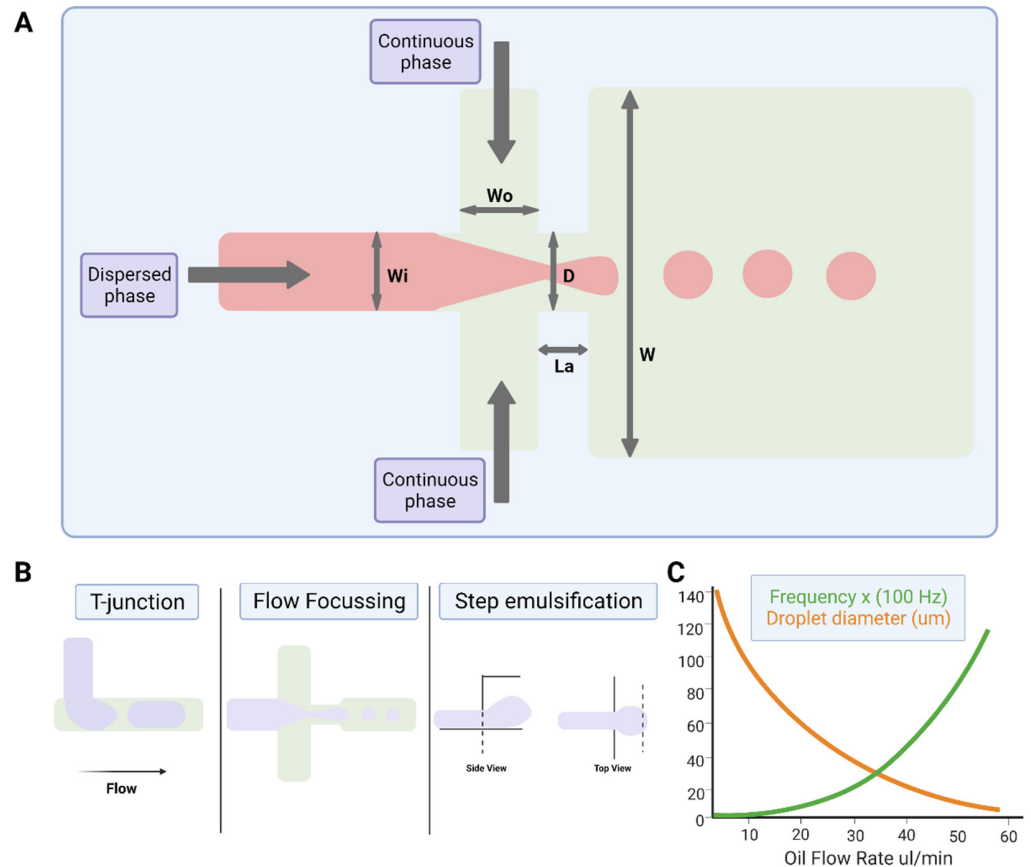 A
Continuous
phase
Wo
Dispersed
phase
Wi
D
La
W
Continuous
phase
B
T-junction
Flow
Flow Focussing
Step emulsification
Side View
Top View
C
Frequency x (100 Hz)
Droplet diameter (um)
140
120
100
80
60
40
20
0
10 20 30 40 50 60
Oil Flow Rate ul/min